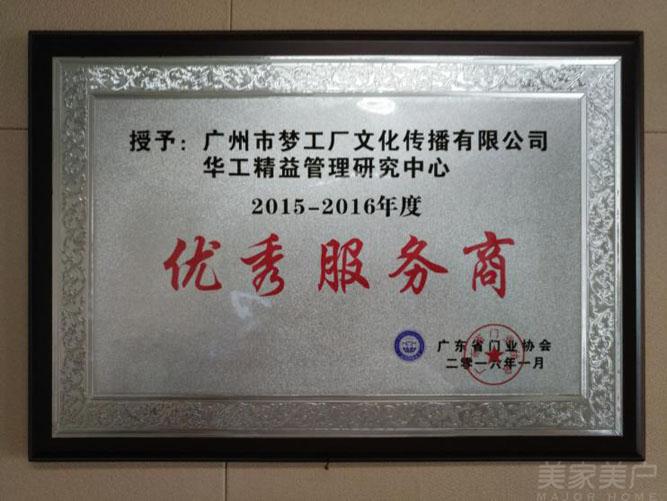 授予：广州市梦工厂文化传播有限公司
华工精益管理研究中心
2015-2016年度
优秀服务商
广东省门业协会
二零一六年一月
美家美户